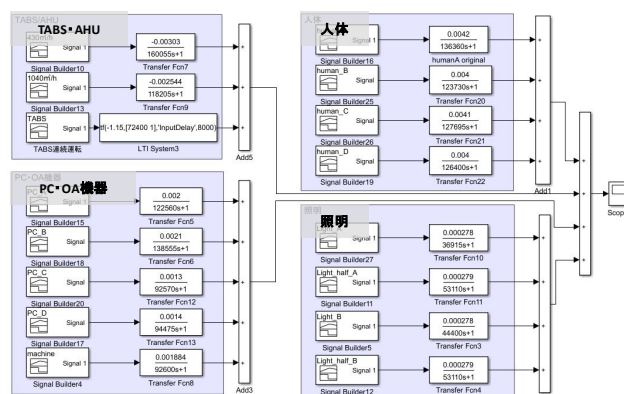 TABS/AHU
TABS・AHU
430m³/h
Signal 1
-0.00303
160055s+1
Signal Builder10
Transfer Fcn7
1040m³/h
Signal 1
-0.002544
118205s+1
Signal Builder13
Transfer Fcn9
TABS
Signal 1
tf(-1.15,[72400 1],'InputDelay',8000)
TABS連続運転
LTI System3
Add5
PC・OA機器
PC・OA機器
Signal 1
0.002
122560s+1
Signal Builder15
Transfer Fcn5
PC_B
Signal
0.0021
138555s+1
Signal Builder18
Transfer Fcn6
PC_C
Signal
0.0013
92570s+1
Signal Builder20
Transfer Fcn12
PC_D
Signal
0.0014
94475s+1
Signal Builder17
Transfer Fcn13
machine
Signal 1
0.001884
92600s+1
Signal Builder4
Transfer Fcn8
Add3
人体
人体
Signal 1
0.0042
136360s+1
Signal Builder16
humanA original
human_B
Signal
0.004
123730s+1
Signal Builder25
Transfer Fcn20
human_C
Signal
0.0041
127695s+1
Signal Builder26
Transfer Fcn21
human_D
Signal
0.004
126400s+1
Signal Builder19
Transfer Fcn22
Add1
照明
照明
Light_A
Signal 1
0.000278
36915s+1
Signal Builder27
Transfer Fcn10
Light_half_A
Signal 1
0.000279
53110s+1
Signal Builder11
Transfer Fcn11
Light_B
Signal 1
0.000278
44400s+1
Signal Builder5
Transfer Fcn3
Light_half_B
Signal 1
0.000279
53110s+1
Signal Builder12
Transfer Fcn4
Scop